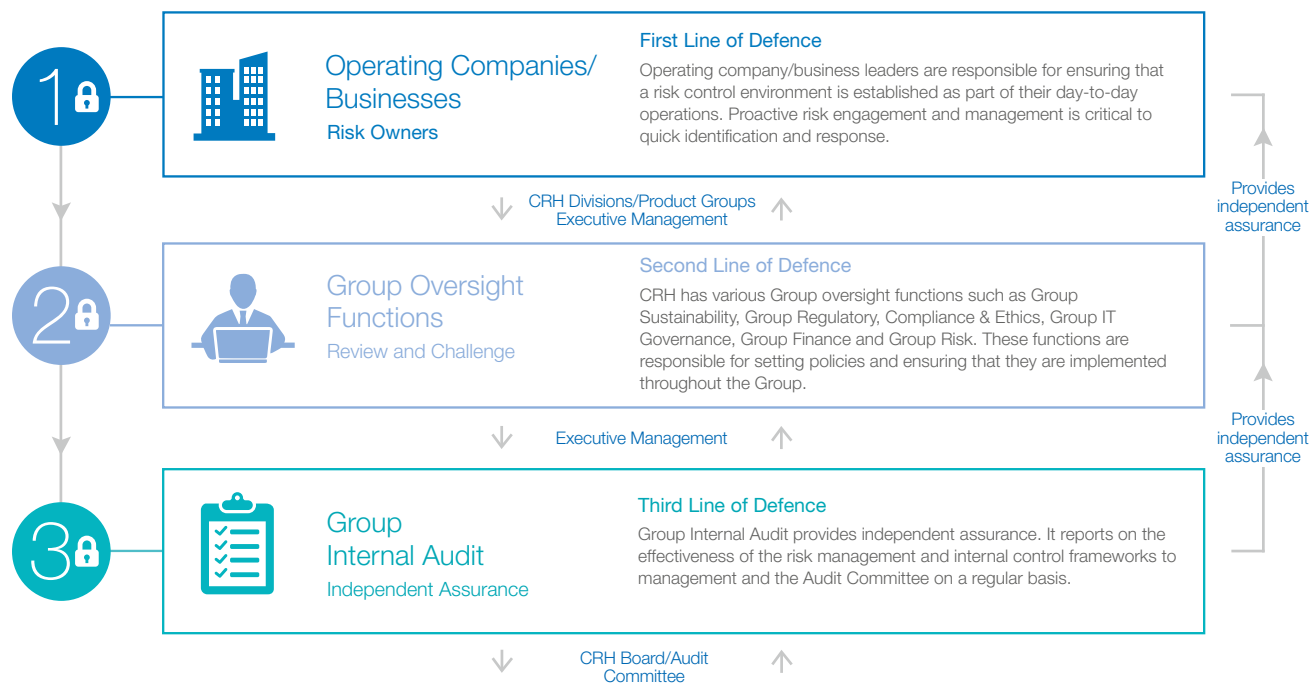 1
Operating Companies/
Businesses
Risk Owners
First Line of Defence
Operating company/business leaders are responsible for ensuring that
a risk control environment is established as part of their day-to-day
operations. Proactive risk engagement and management is critical to
quick identification and response.
CRH Divisions/Product Groups
Executive Management
Provides
independent
assurance
2
Group Oversight
Functions
Review and Challenge
Second Line of Defence
CRH has various Group oversight functions such as Group
Sustainability, Group Regulatory, Compliance & Ethics, Group IT
Governance, Group Finance and Group Risk. These functions are
responsible for setting policies and ensuring that they are implemented
throughout the Group.
Executive Management
Provides
independent
assurance
3
Group
Internal Audit
Independent Assurance
Third Line of Defence
Group Internal Audit provides independent assurance. It reports on the
effectiveness of the risk management and internal control frameworks to
management and the Audit Committee on a regular basis.
CRH Board/Audit
Committee